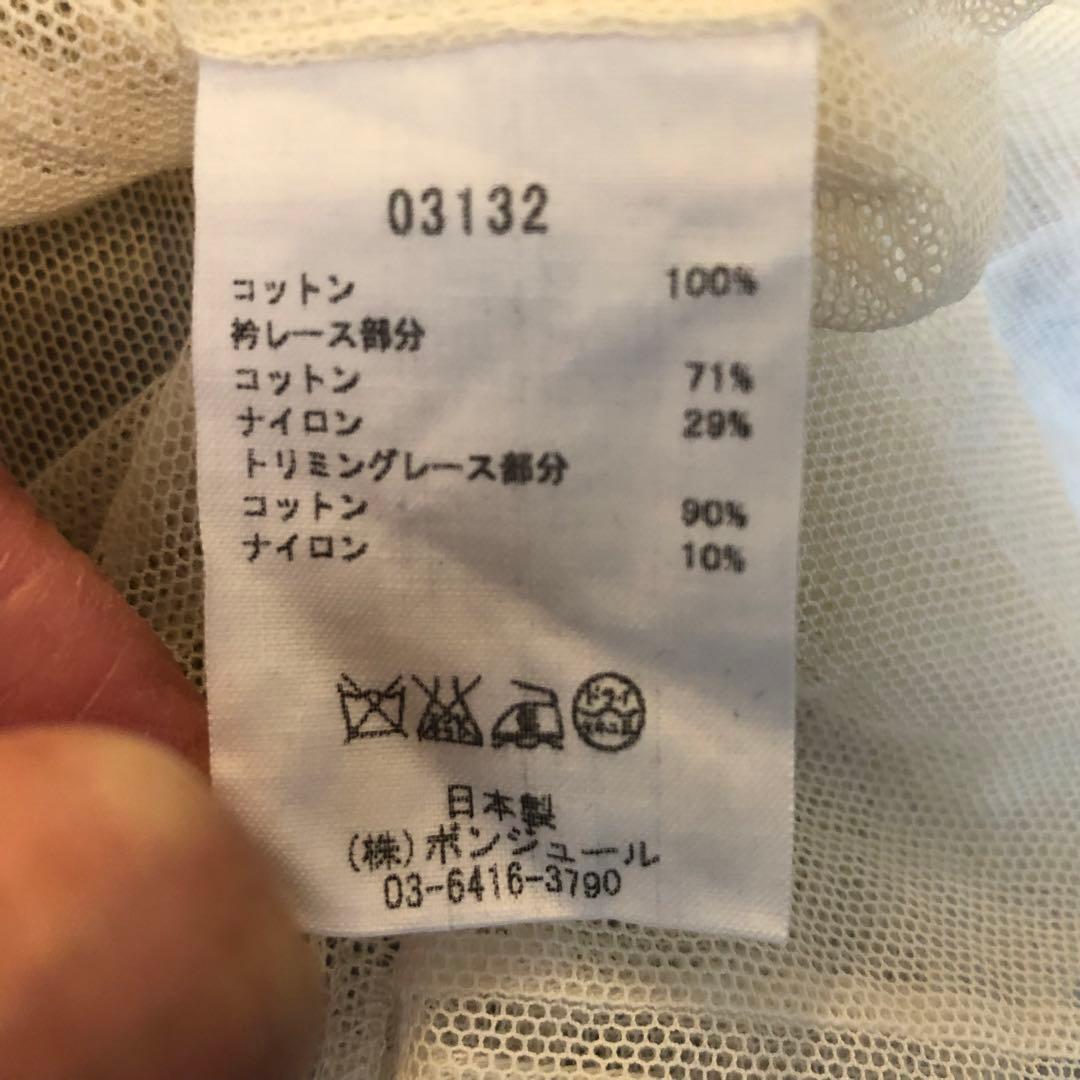 03132
コットン 100%
衿レース部分
コットン 71%
ナイロン 29%
トリミングレース部分
コットン 90%
ナイロン 10%
ドライ
日本製
(株)ボンジュール
03-6416-3790